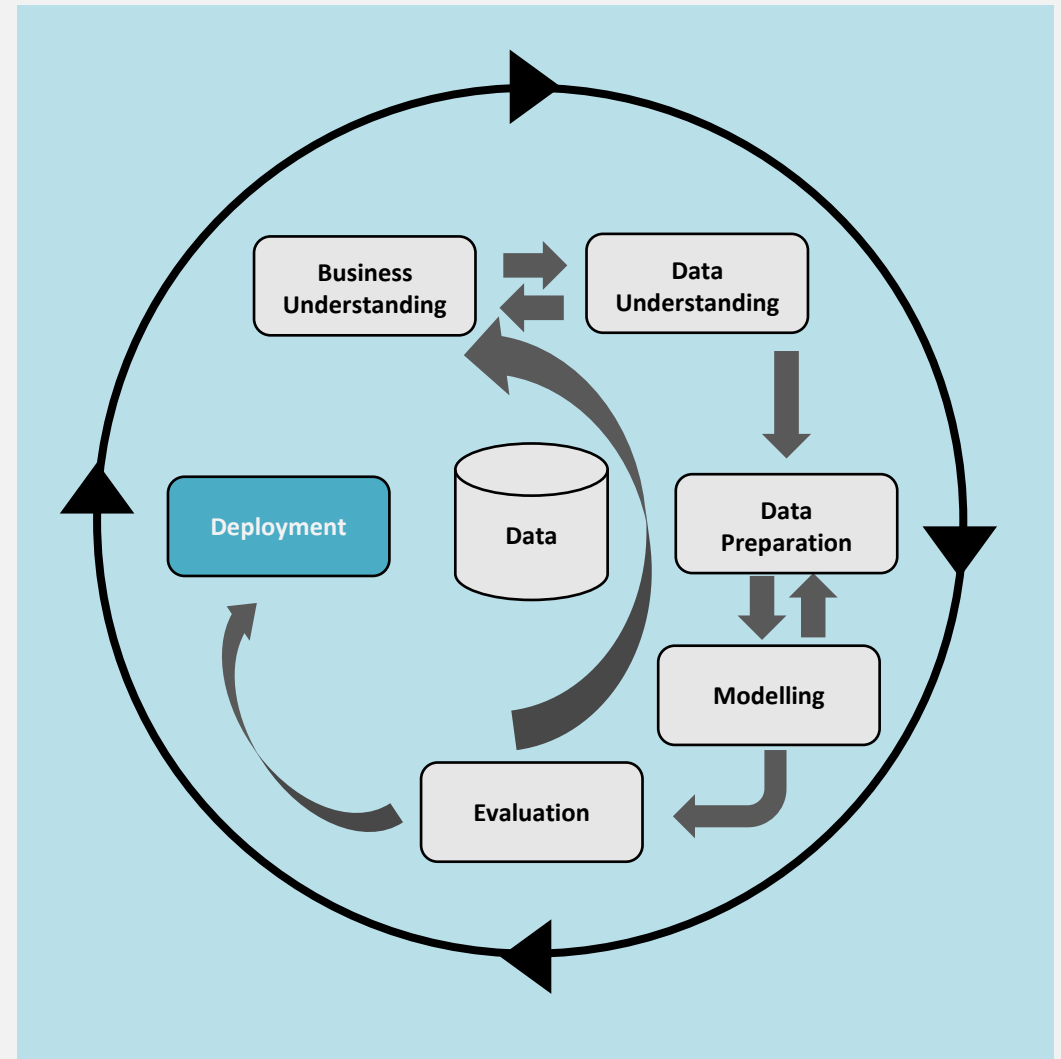 Business
Understanding
Data
Understanding
Deployment
Data
Data
Preparation
Modelling
Evaluation